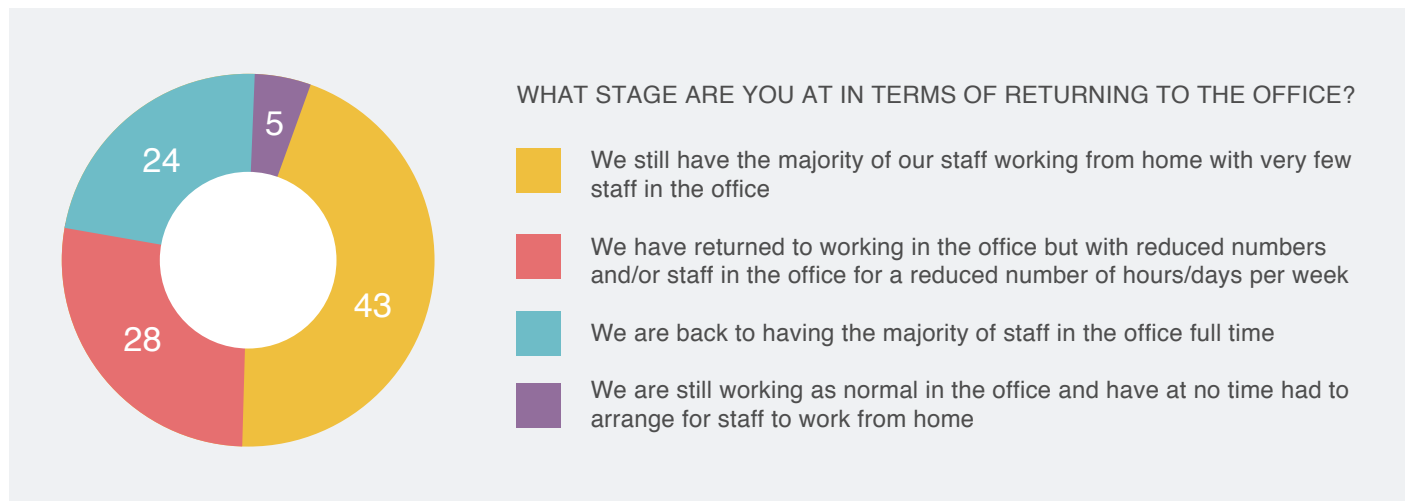 WHAT STAGE ARE YOU AT IN TERMS OF RETURNING TO THE OFFICE?
5
24
43
28
We still have the majority of our staff working from home with very few
staff in the office
We have returned to working in the office but with reduced numbers
and/or staff in the office for a reduced number of hours/days per week
We are back to having the majority of staff in the office full time
We are still working as normal in the office and have at no time had to
arrange for staff to work from home